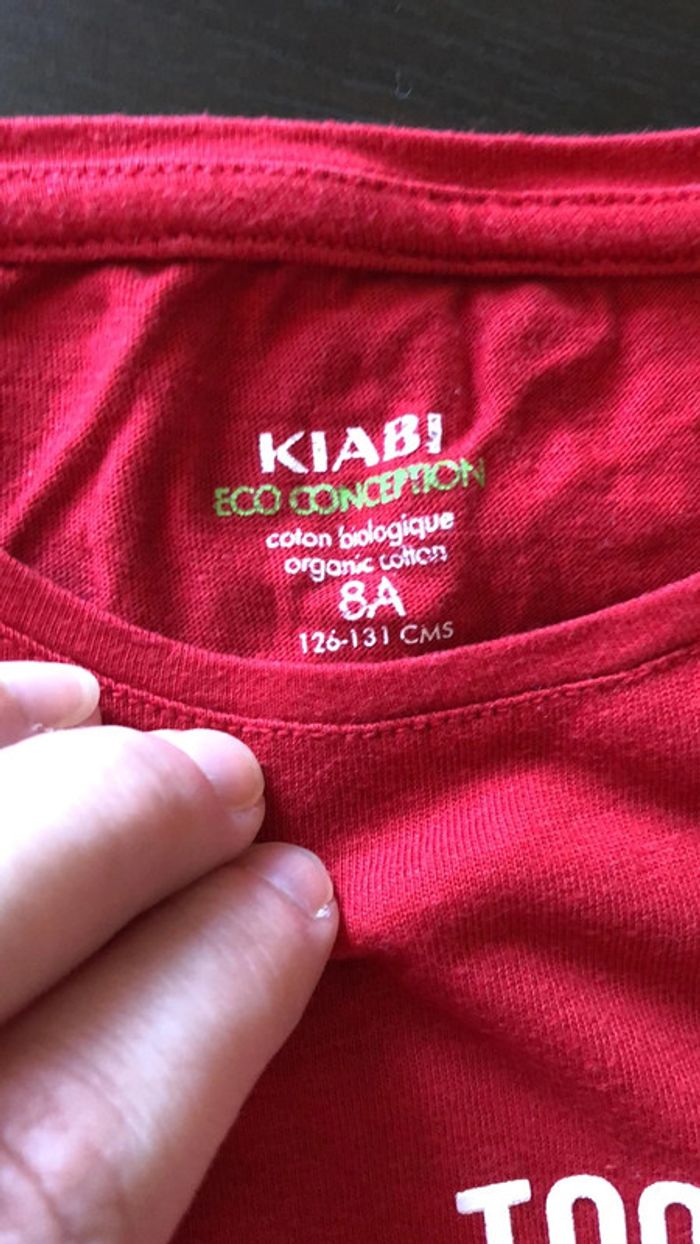 KIABI
ECO CONCEPTION
coton biologique
organic cotton
8A
126-131 CMS